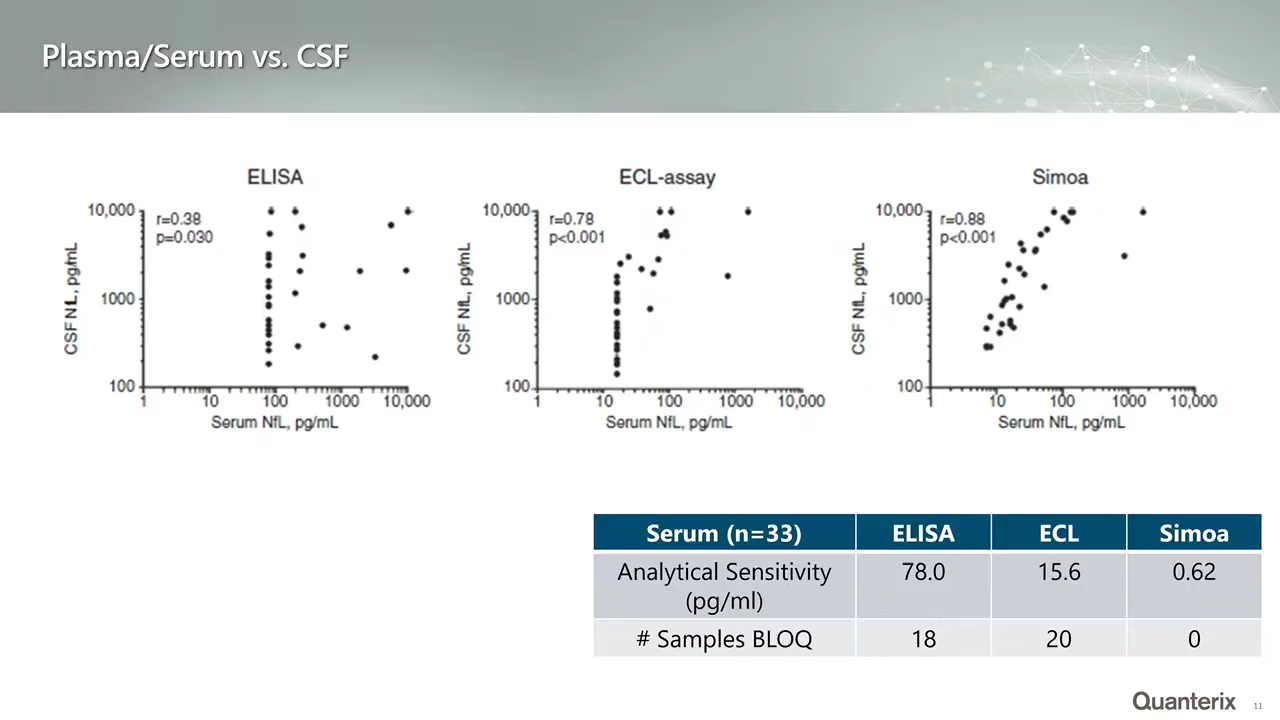 Plasma/Serum vs. CSF
ELISA
10,000
1000
100
CSF NfL, pg/mL
r=0.38
p=0.030
1
10
100
1000
10,000
Serum NfL, pg/mL
ECL-assay
10,000
1000
100
CSF NfL, pg/mL
r=0.78
p<0.001
1
10
100
1000
10,000
Serum NfL, pg/mL
Simoa
10,000
1000
100
CSF NfL, pg/mL
r=0.88
p<0.001
1
10
100
1000
10,000
Serum NfL, pg/mL
Serum (n=33) ELISA ECL Simoa
Analytical Sensitivity 78.0 15.6 0.62
(pg/ml)
# Samples BLOQ 18 20 0
Quanterix 11